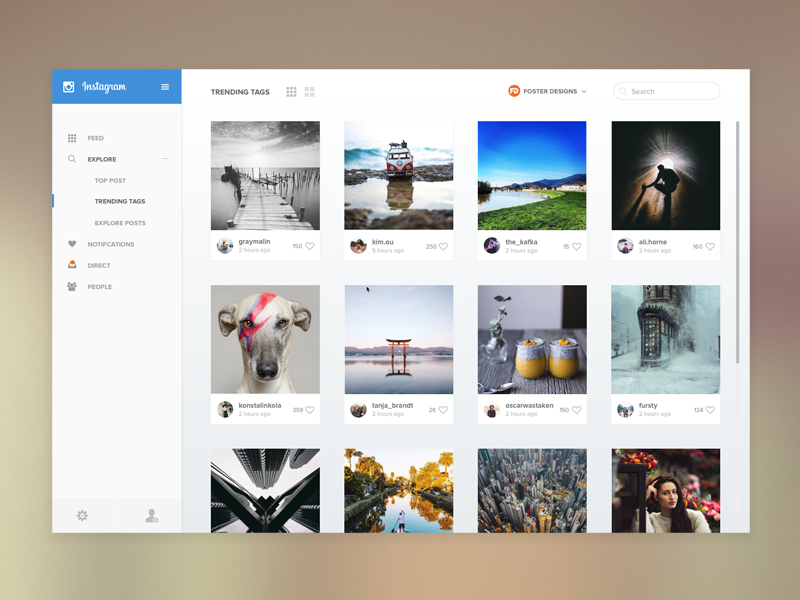 Instagram
TRENDING TAGS
FD FOSTER DESIGNS
Search
FEED
EXPLORE
TOP POST
TRENDING TAGS
EXPLORE POSTS
NOTIFCATIONS
DIRECT
PEOPLE
graymalin 150
2 hours ago
kim.ou 250
5 hours ago
the_kafka 15
2 hours ago
ali.horne 160
2 hours ago
konstalinkola 359
2 hours ago
tanja_brandt 2K
2 hours ago
oscarwastaken 150
2 hours ago
fursty 124
2 hours ago